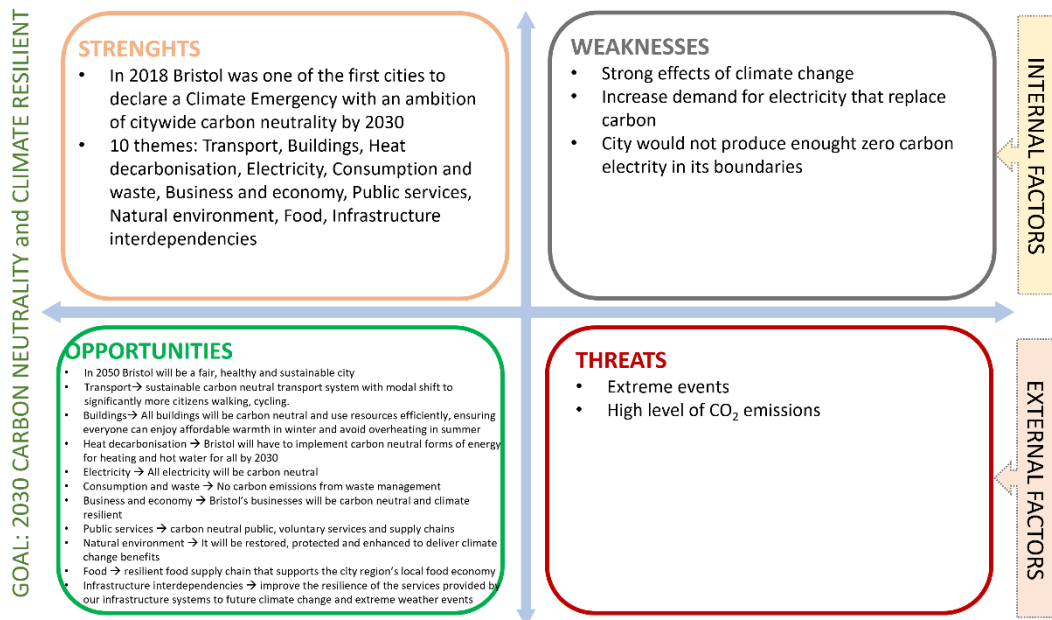 GOAL: 2030 CARBON NEUTRALITY and CLIMATE RESILIENT
STRENGHTS
• In 2018 Bristol was one of the first cities to
declare a Climate Emergency with an ambition
of citywide carbon neutrality by 2030
• 10 themes: Transport, Buildings, Heat
decarbonisation, Electricity, Consumption and
waste, Business and economy, Public services,
Natural environment, Food, Infrastructure
interdependencies
WEAKNESSES
• Strong effects of climate change
• Increase demand for electricity that replace
carbon
• City would not produce enought zero carbon
electrity in its boundaries
INTERNAL FACTORS
OPPORTUNITIES
• In 2050 Bristol will be a fair, healthy and sustainable city
• Transport→ sustainable carbon neutral transport system with modal shift to
significantly more citizens walking, cycling.
• Buildings→ All buildings will be carbon neutral and use resources efficiently, ensuring
everyone can enjoy affordable warmth in winter and avoid overheating in summer
• Heat decarbonisation → Bristol will have to implement carbon neutral forms of energy
for heating and hot water for all by 2030
• Electricity → All electricity will be carbon neutral
• Consumption and waste → No carbon emissions from waste management
• Business and economy → Bristol's businesses will be carbon neutral and climate
resilient
• Public services → carbon neutral public, voluntary services and supply chains
• Natural environment → It will be restored, protected and enhanced to deliver climate
change benefits
• Food → resilient food supply chain that supports the city region's local food economy
• Infrastructure interdependencies → improve the resilience of the services provided by
our infrastructure systems to future climate change and extreme weather events
THREATS
• Extreme events
• High level of CO₂ emissions
EXTERNAL FACTORS